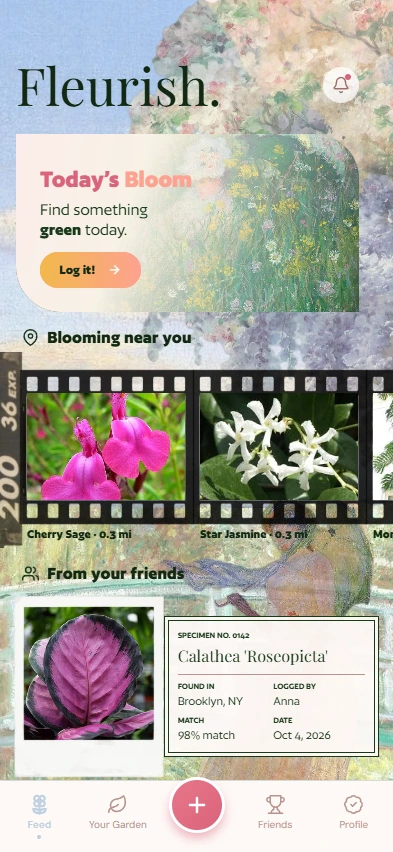 Fleurish.
Today's Bloom
Find something
green today.
Log it!
Blooming near you
200 36 EXP.
Cherry Sage · 0.3 mi
Star Jasmine · 0.3 mi
From your friends
SPECIMEN NO. 0142
Calathea 'Roseopicta'
FOUND IN LOGGED BY
Brooklyn, NY Anna
MATCH DATE
98% match Oct 4, 2026
Feed
Your Garden
Friends
Profile